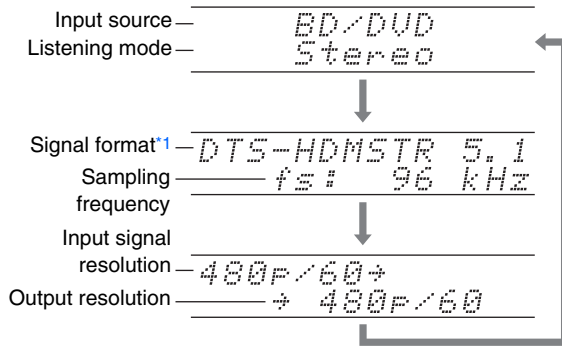 Input source
BD/DVD
Listening mode
Stereo
Signal format*1
DTS-HDMSTR 5.1
Sampling frequency
fs: 96 kHz
Input signal resolution
480p/60→
Output resolution
→ 480p/60